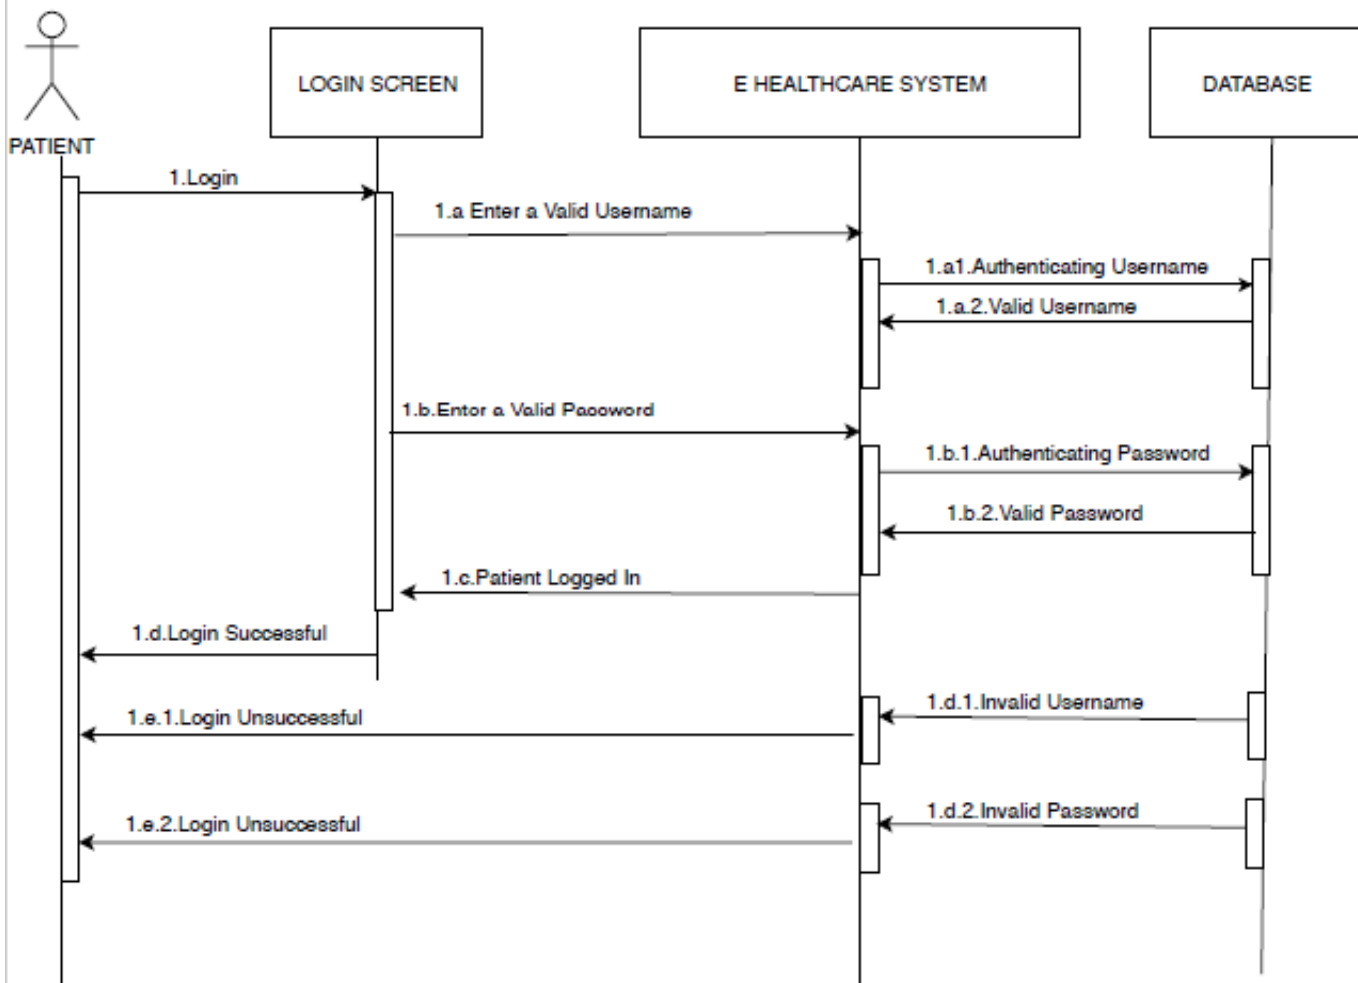 LOGIN SCREEN
E HEALTHCARE SYSTEM
DATABASE
PATIENT
1.Login
1.a Enter a Valid Username
1.a1.Authenticating Username
1.a.2.Valid Username
1.b.Enter a Valid Password
1.b.1.Authenticating Password
1.b.2.Valid Password
1.c.Patient Logged In
1.d.Login Successful
1.d.1.Invalid Username
1.e.1.Login Unsuccessful
1.d.2.Invalid Password
1.e.2.Login Unsuccessful